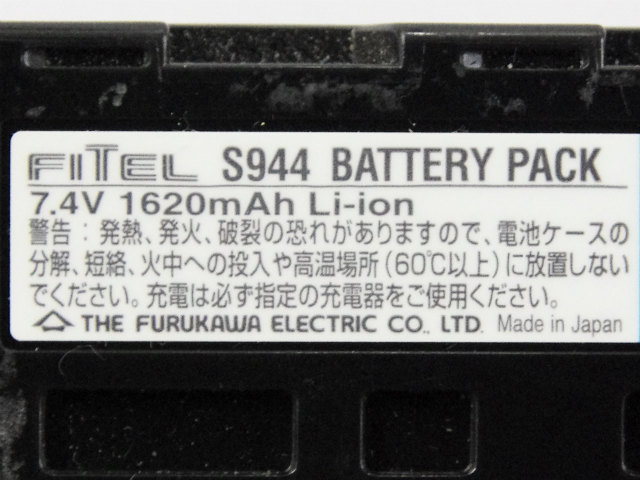 FITEL S944 BATTERY PACK
7.4V 1620mAh Li-ion
警告：発熱、発火、破裂の恐れがありますので、電池ケースの
分解、短絡、火中への投入や高温場所（60℃以上）に放置しない
でください。充電は必ず指定の充電器をご使用ください。
THE FURUKAWA ELECTRIC CO., LTD. Made in Japan